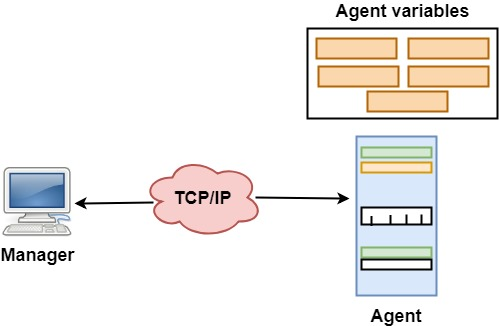 Agent variables
TCP/IP
Manager
Agent